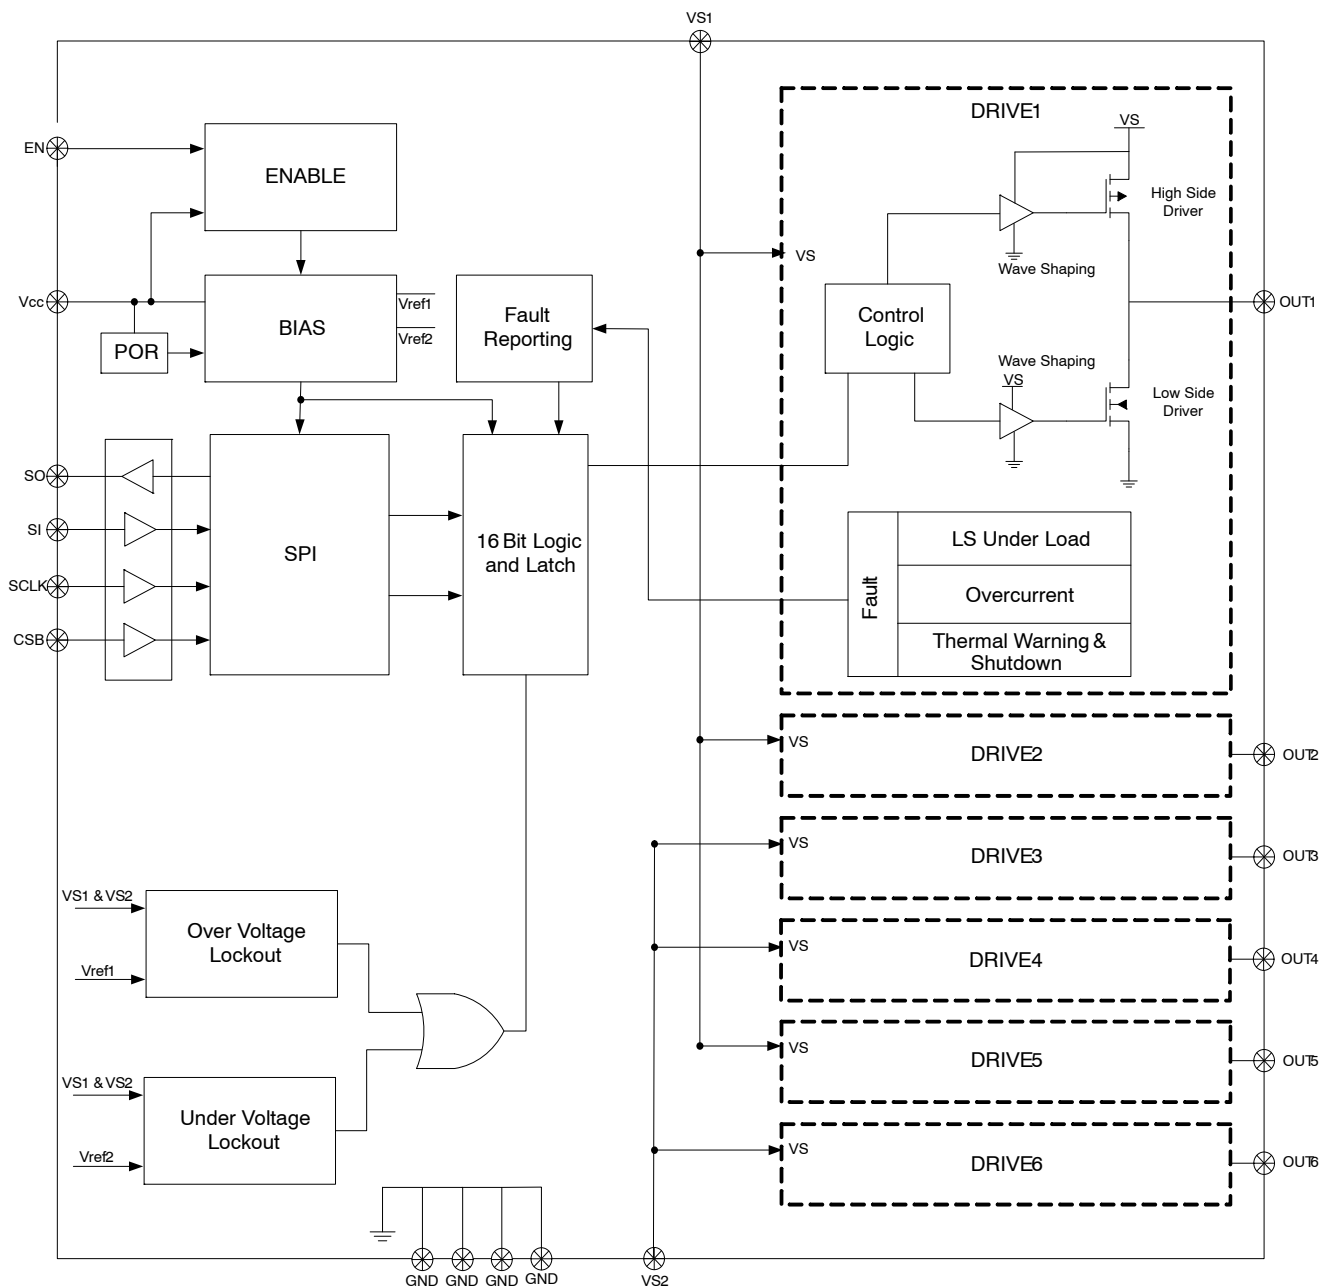 VS1
DRIVE1
VS
EN
ENABLE
High Side
Driver
VS
Wave Shaping
Vcc
Vref1
OUT1
BIAS
Fault
Reporting
Control
Logic
Vref2
POR
Wave Shaping
VS
Low Side
Driver
SO
SI
SCLK
CSB
SPI
16 Bit Logic
and Latch
Fault
LS Under Load
Overcurrent
Thermal Warning &
Shutdown
VS
DRIVE2
OUT2
VS
DRIVE3
OUT3
VS1 & VS2
Over Voltage
Lockout
Vref1
VS
DRIVE4
OUT4
VS
DRIVE5
OUT5
VS1 & VS2
Under Voltage
Lockout
Vref2
VS
DRIVE6
OUT6
GND
GND
GND
GND
VS2